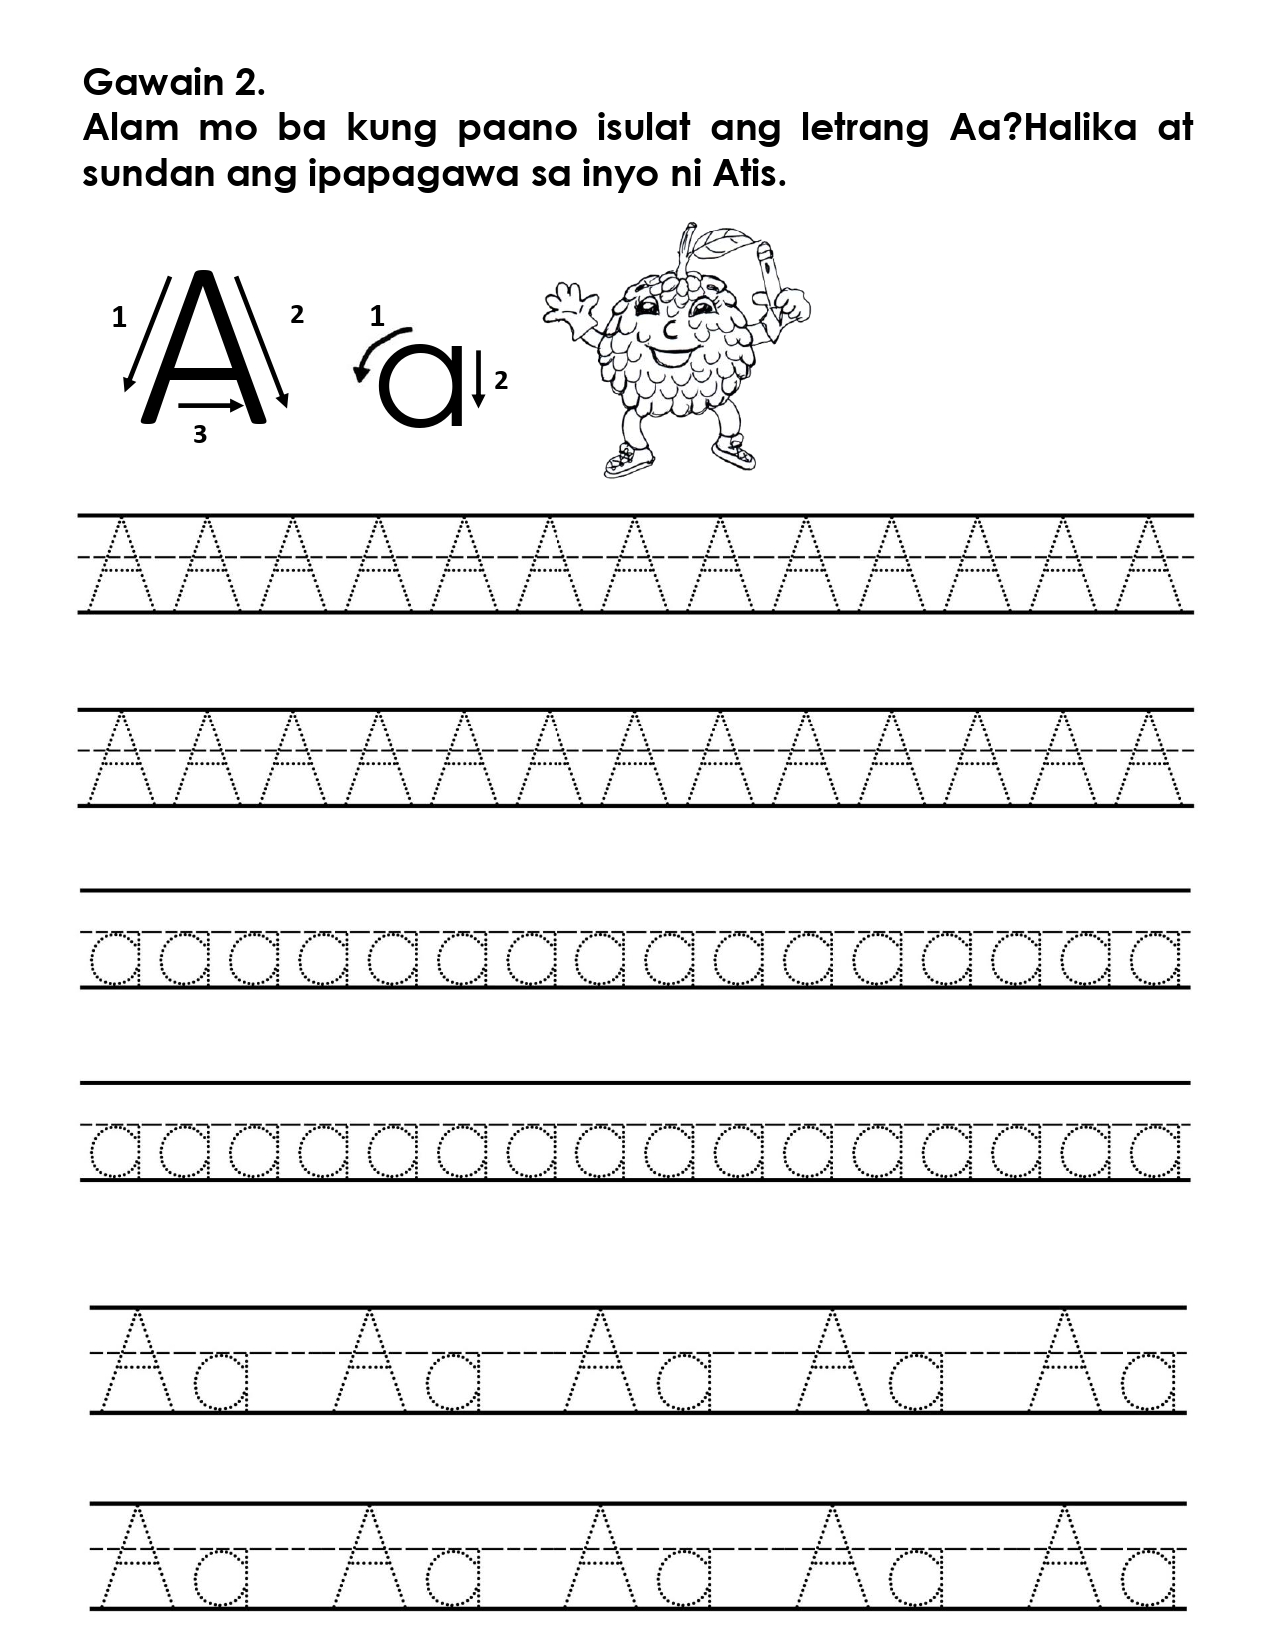 Gawain 2.
Alam mo ba kung paano isulat ang letrang Aa?Halika at
sundan ang ipapagawa sa inyo ni Atis.
1 A 2 3
1 a 2
A A A A A A A A A A A A A
A A A A A A A A A A A A A
a a a a a a a a a a a a a a a a
a a a a a a a a a a a a a a a a
Aa Aa Aa Aa Aa
Aa Aa Aa Aa Aa